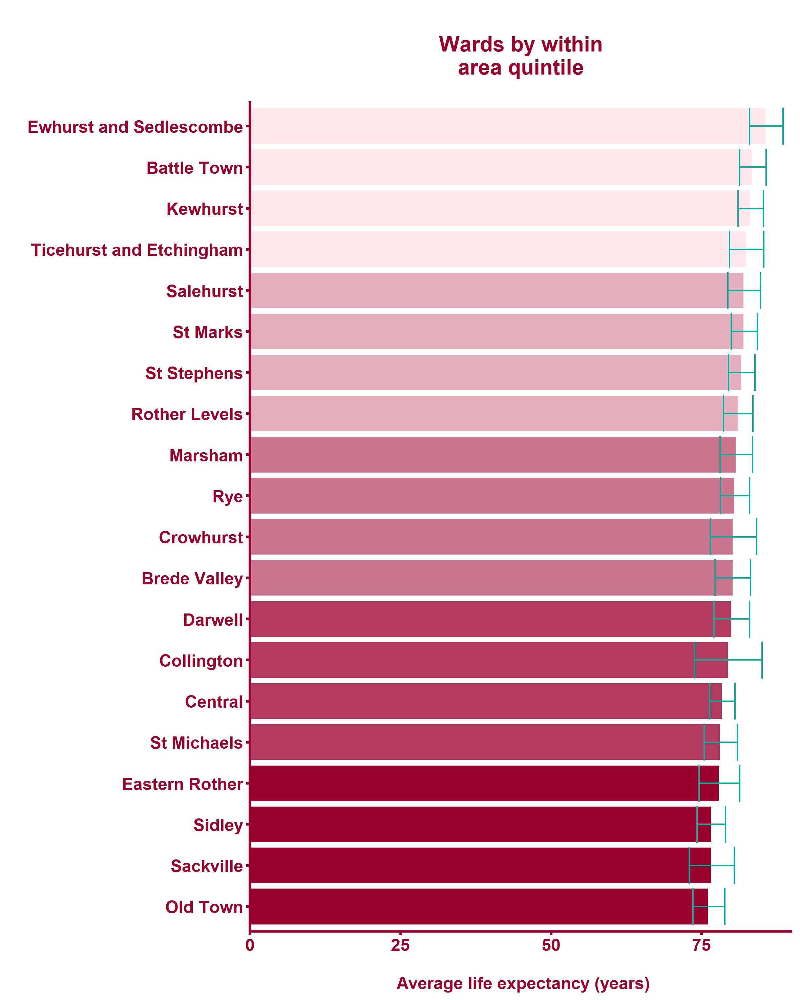 Wards by within
area quintile
Ewhurst and Sedlescombe
Battle Town
Kewhurst
Ticehurst and Etchingham
Salehurst
St Marks
St Stephens
Rother Levels
Marsham
Rye
Crowhurst
Brede Valley
Darwell
Collington
Central
St Michaels
Eastern Rother
Sidley
Sackville
Old Town
0 25 50 75
Average life expectancy (years)